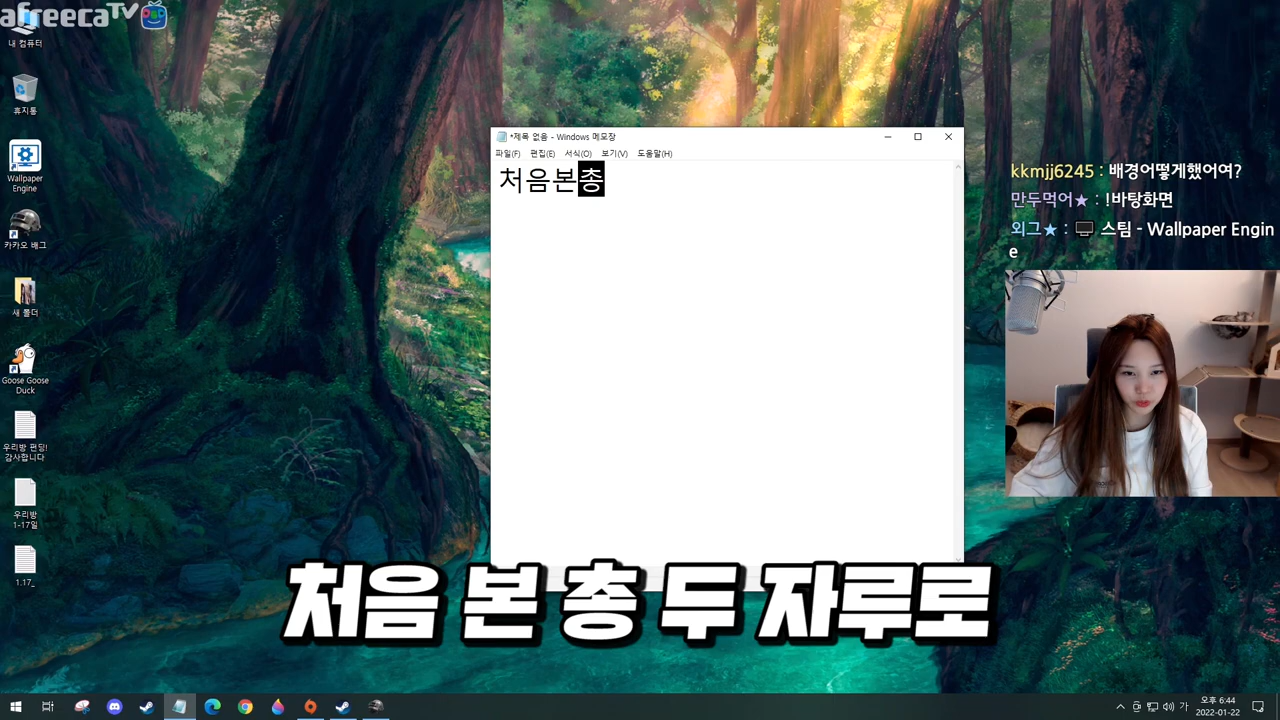 afreecaTV
내 컴퓨터
휴지통
Wallpaper
Engine
카카오 배그
새 폴더
Goose Goose
Duck
우리방 펀딩!
감사합니다
우리방
1-17일
1.17_
*제목 없음 - Windows 메모장
파일(F) 편집(E) 서식(O) 보기(V) 도움말(H)
처음본총
kkmjj6245 : 배경어떻게했어여?
만두먹어★ : !바탕화면
외그★ : 스팀 - Wallpaper Engin
e
처음 본 총 두 자루로
가
오후 6:44
2022-01-22